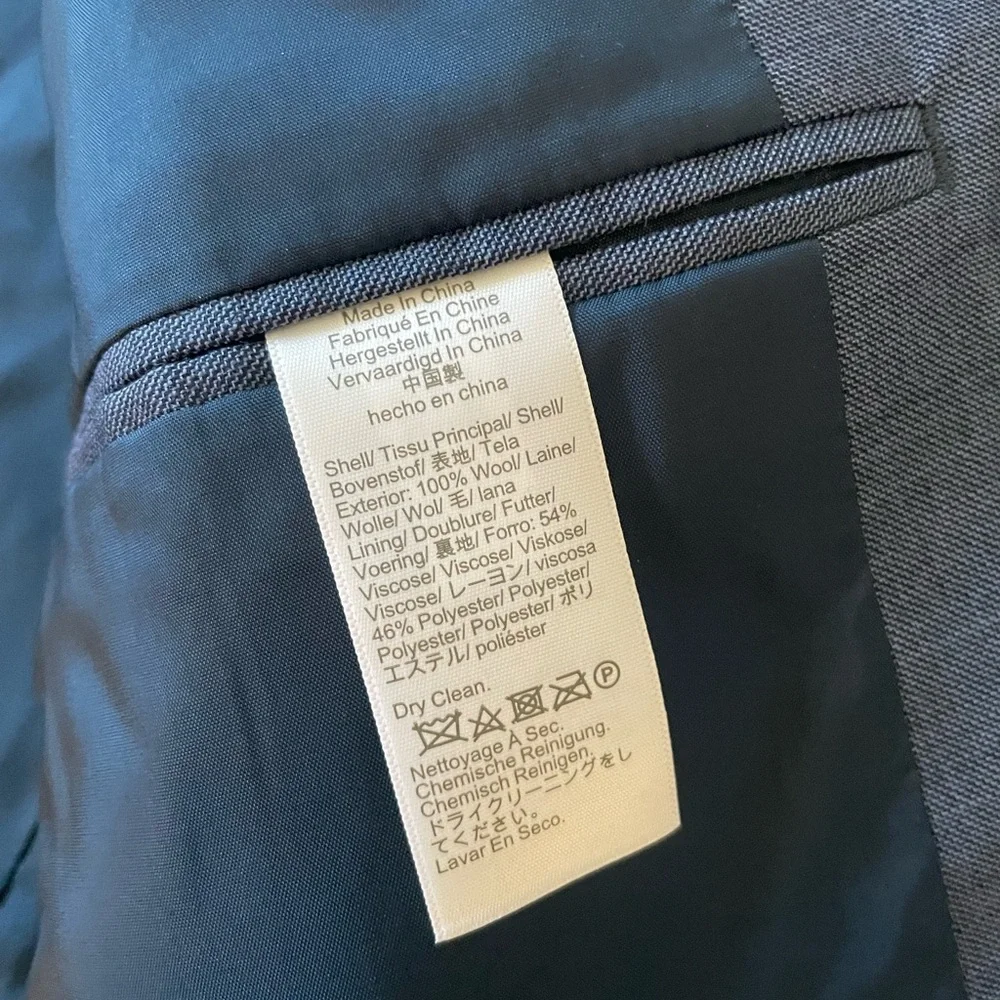 Made In China
Fabriqué En Chine
Hergestellt In China
Vervaardigd In China
中国製
hecho en china
Shell/ Tissu Principal/ Shell/
Bovenstof/ 表地/ Tela
Exterior: 100% Wool/ Laine/
Wolle/ Wol/ 毛/ lana
Lining/ Doublure/ Futter/
Voering/ 裏地/ Forro: 54%
Viscose/ Viscose/ Viskose/
Viscose/ レーヨン/ viscosa
46% Polyester/ Polyester/
Polyester/ Polyester/ ポリ
エステル/ poliéster
Dry Clean.
P
Nettoyage A Sec.
Chemische Reinigung.
Chemisch Reinigen.
ドライクリーニングをし
てください。
Lavar En Seco.